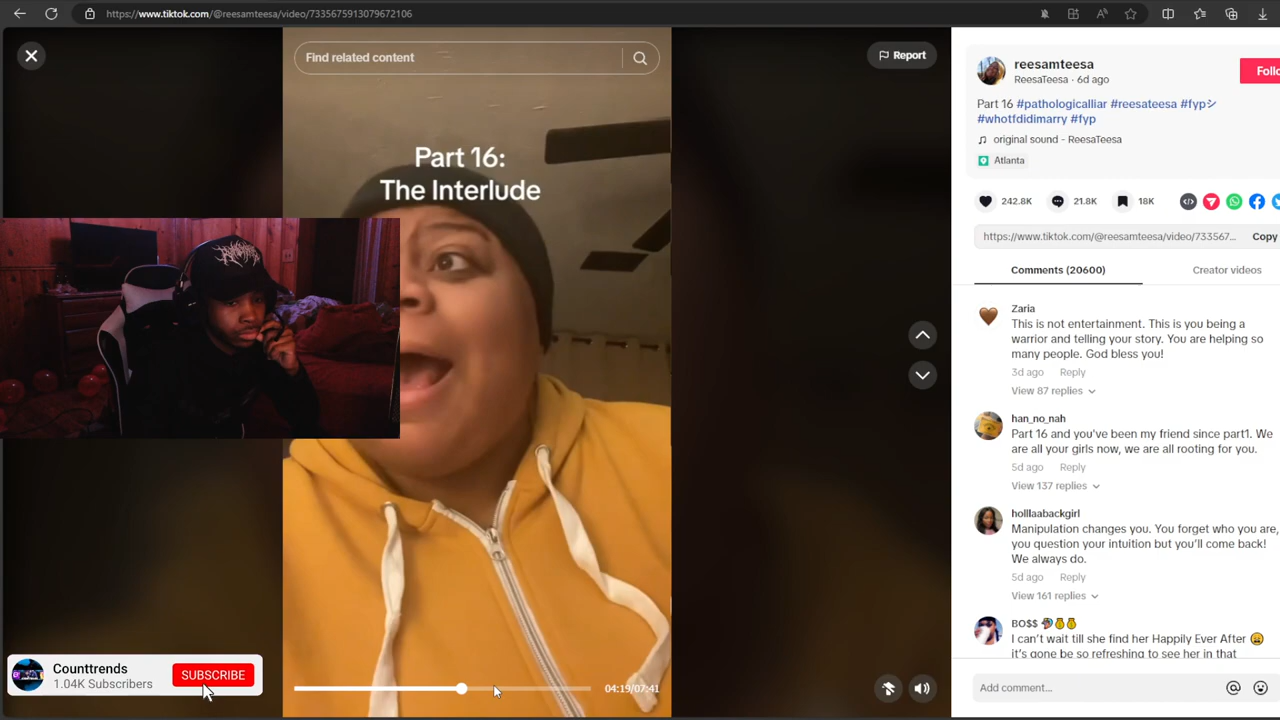 https://www.tiktok.com/@reesamteesa/video/7335675913079672106
Find related content
Report
Part 16:
The Interlude
Counttrends
1.04K Subscribers
SUBSCRIBE
04:19/07:41
reesamteesa
ReesaTeesa · 6d ago
Follo
Part 16 #pathologicalliar #reesateesa #fypシ
#whotfdidimarry #fyp
original sound - ReesaTeesa
Atlanta
242.8K
21.8K
18K
https://www.tiktok.com/@reesamteesa/video/733567...
Copy
Comments (20600)
Creator videos
Zaria
This is not entertainment. This is you being a
warrior and telling your story. You are helping so
many people. God bless you!
3d ago Reply
View 87 replies
han_no_nah
Part 16 and you've been my friend since part1. We
are all your girls now, we are all rooting for you.
5d ago Reply
View 137 replies
holllaabackgirl
Manipulation changes you. You forget who you are,
you question your intuition but you'll come back!
We always do.
5d ago Reply
View 161 replies
BO$$
I can't wait till she find her Happily Ever After
it's gone be so refreshing to see her in that
Add comment...